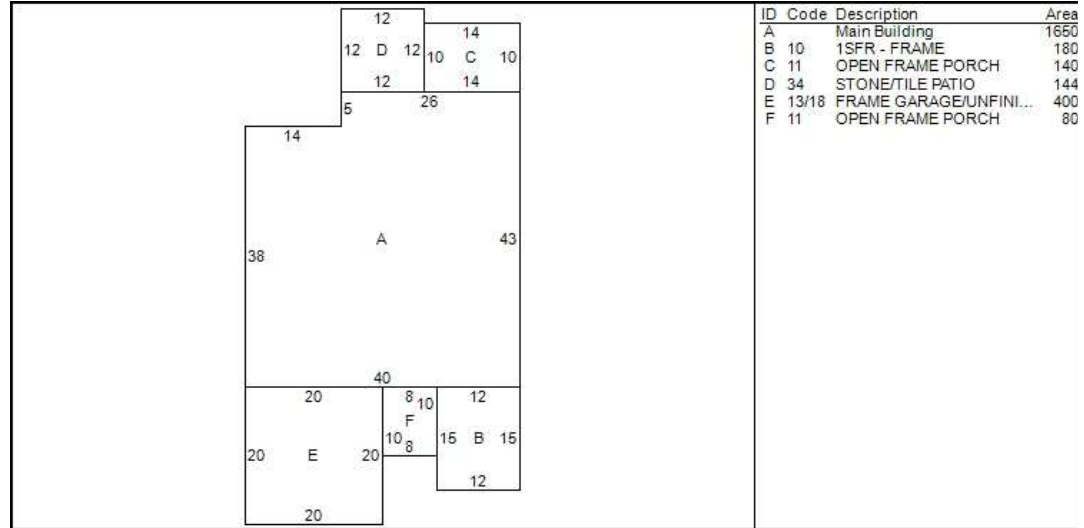 12
12 D 12
12
14
10 C 10
14
26
5
14
A
38
43
40
20
20 E 20
20
8
10
F
10
8
12
15 B 15
12
ID Code Description Area
A Main Building 1650
B 10 1SFR - FRAME 180
C 11 OPEN FRAME PORCH 140
D 34 STONE/TILE PATIO 144
E 13/18 FRAME GARAGE/UNFINI... 400
F 11 OPEN FRAME PORCH 80